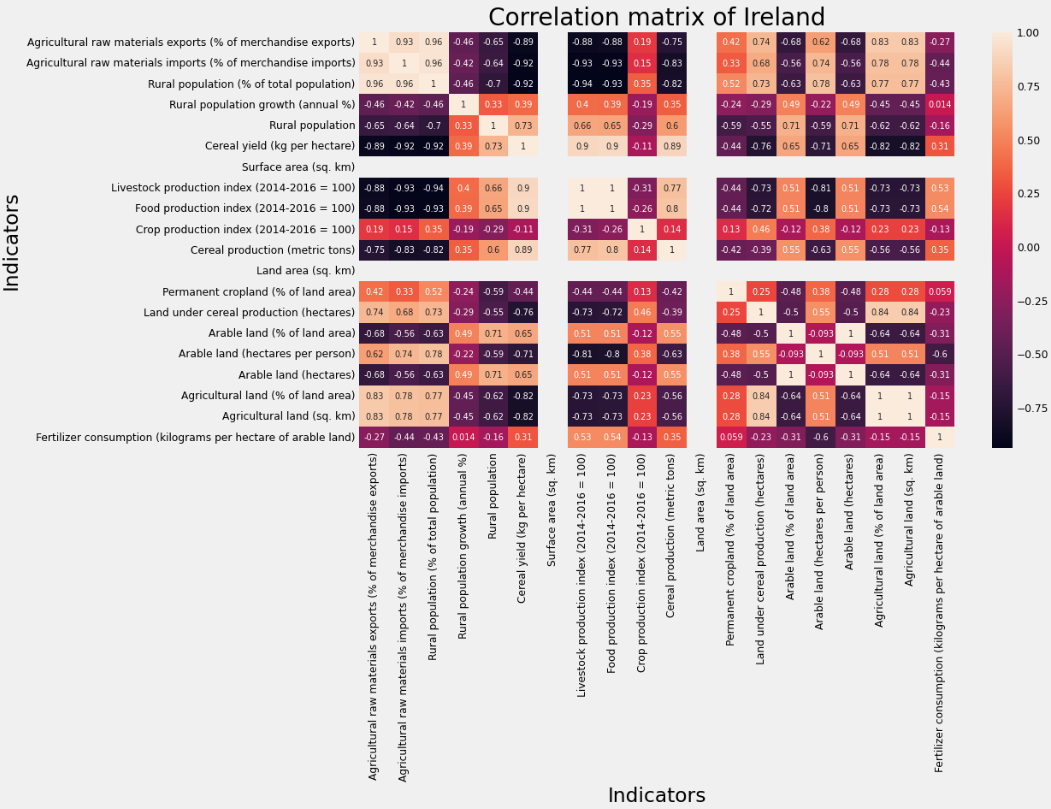 Correlation matrix of Ireland
Indicators
Agricultural raw materials exports (% of merchandise exports) 1 0.93 0.96 -0.46 -0.65 -0.89 -0.88 -0.88 0.19 -0.75 0.42 0.74 -0.68 0.62 -0.68 0.83 0.83 -0.27
Agricultural raw materials imports (% of merchandise imports) 0.93 1 0.96 -0.42 -0.64 -0.92 -0.93 -0.93 0.15 -0.83 0.33 0.68 -0.56 0.74 -0.56 0.78 0.78 -0.44
Rural population (% of total population) 0.96 0.96 1 -0.46 -0.7 -0.92 -0.94 -0.93 0.35 -0.82 0.52 0.73 -0.63 0.78 -0.63 0.77 0.77 -0.43
Rural population growth (annual %) -0.46 -0.42 -0.46 1 0.33 0.39 0.4 0.39 -0.19 0.35 -0.24 -0.29 0.49 -0.22 0.49 -0.45 -0.45 0.014
Rural population -0.65 -0.64 -0.7 0.33 1 0.73 0.66 0.65 -0.29 0.6 -0.59 -0.55 0.71 -0.59 0.71 -0.62 -0.62 -0.16
Cereal yield (kg per hectare) -0.89 -0.92 -0.92 0.39 0.73 1 0.9 0.9 -0.11 0.89 -0.44 -0.76 0.65 -0.71 0.65 -0.82 -0.82 0.31
Surface area (sq. km)
Livestock production index (2014-2016 = 100) -0.88 -0.93 -0.94 0.4 0.66 0.9 1 1 -0.31 0.77 -0.44 -0.73 0.51 -0.81 0.51 -0.73 -0.73 0.53
Food production index (2014-2016 = 100) -0.88 -0.93 -0.93 0.39 0.65 0.9 1 1 -0.26 0.8 -0.44 -0.72 0.51 -0.8 0.51 -0.73 -0.73 0.54
Crop production index (2014-2016 = 100) 0.19 0.15 0.35 -0.19 -0.29 -0.11 -0.31 -0.26 1 0.14 0.13 0.46 -0.12 0.38 -0.12 0.23 0.23 -0.13
Cereal production (metric tons) -0.75 -0.83 -0.82 0.35 0.6 0.89 0.77 0.8 0.14 1 -0.42 -0.39 0.55 -0.63 0.55 -0.56 -0.56 0.35
Land area (sq. km)
Permanent cropland (% of land area) 0.42 0.33 0.52 -0.24 -0.59 -0.44 -0.44 -0.44 0.13 -0.42 1 0.25 -0.48 0.38 -0.48 0.28 0.28 0.059
Land under cereal production (hectares) 0.74 0.68 0.73 -0.29 -0.55 -0.76 -0.73 -0.72 0.46 -0.39 0.25 1 -0.5 0.55 -0.5 0.84 0.84 -0.23
Arable land (% of land area) -0.68 -0.56 -0.63 0.49 0.71 0.65 0.51 0.51 -0.12 0.55 -0.48 -0.5 1 -0.093 1 -0.64 -0.64 -0.31
Arable land (hectares per person) 0.62 0.74 0.78 -0.22 -0.59 -0.71 -0.81 -0.8 0.38 -0.63 0.38 0.55 -0.093 1 -0.093 0.51 0.51 -0.6
Arable land (hectares) -0.68 -0.56 -0.63 0.49 0.71 0.65 0.51 0.51 -0.12 0.55 -0.48 -0.5 1 -0.093 1 -0.64 -0.64 -0.31
Agricultural land (% of land area) 0.83 0.78 0.77 -0.45 -0.62 -0.82 -0.73 -0.73 0.23 -0.56 0.28 0.84 -0.64 0.51 -0.64 1 1 -0.15
Agricultural land (sq. km) 0.83 0.78 0.77 -0.45 -0.62 -0.82 -0.73 -0.73 0.23 -0.56 0.28 0.84 -0.64 0.51 -0.64 1 1 -0.15
Fertilizer consumption (kilograms per hectare of arable land) -0.27 -0.44 -0.43 0.014 -0.16 0.31 0.53 0.54 -0.13 0.35 0.059 -0.23 -0.31 -0.6 -0.31 -0.15 -0.15 1
Agricultural raw materials exports (% of merchandise exports)
Agricultural raw materials imports (% of merchandise imports)
Rural population (% of total population)
Rural population growth (annual %)
Rural population
Cereal yield (kg per hectare)
Surface area (sq. km)
Livestock production index (2014-2016 = 100)
Food production index (2014-2016 = 100)
Crop production index (2014-2016 = 100)
Cereal production (metric tons)
Land area (sq. km)
Permanent cropland (% of land area)
Land under cereal production (hectares)
Arable land (% of land area)
Arable land (hectares per person)
Arable land (hectares)
Agricultural land (% of land area)
Agricultural land (sq. km)
Fertilizer consumption (kilograms per hectare of arable land)
Indicators
1.00
0.75
0.50
0.25
0.00
−0.25
−0.50
−0.75